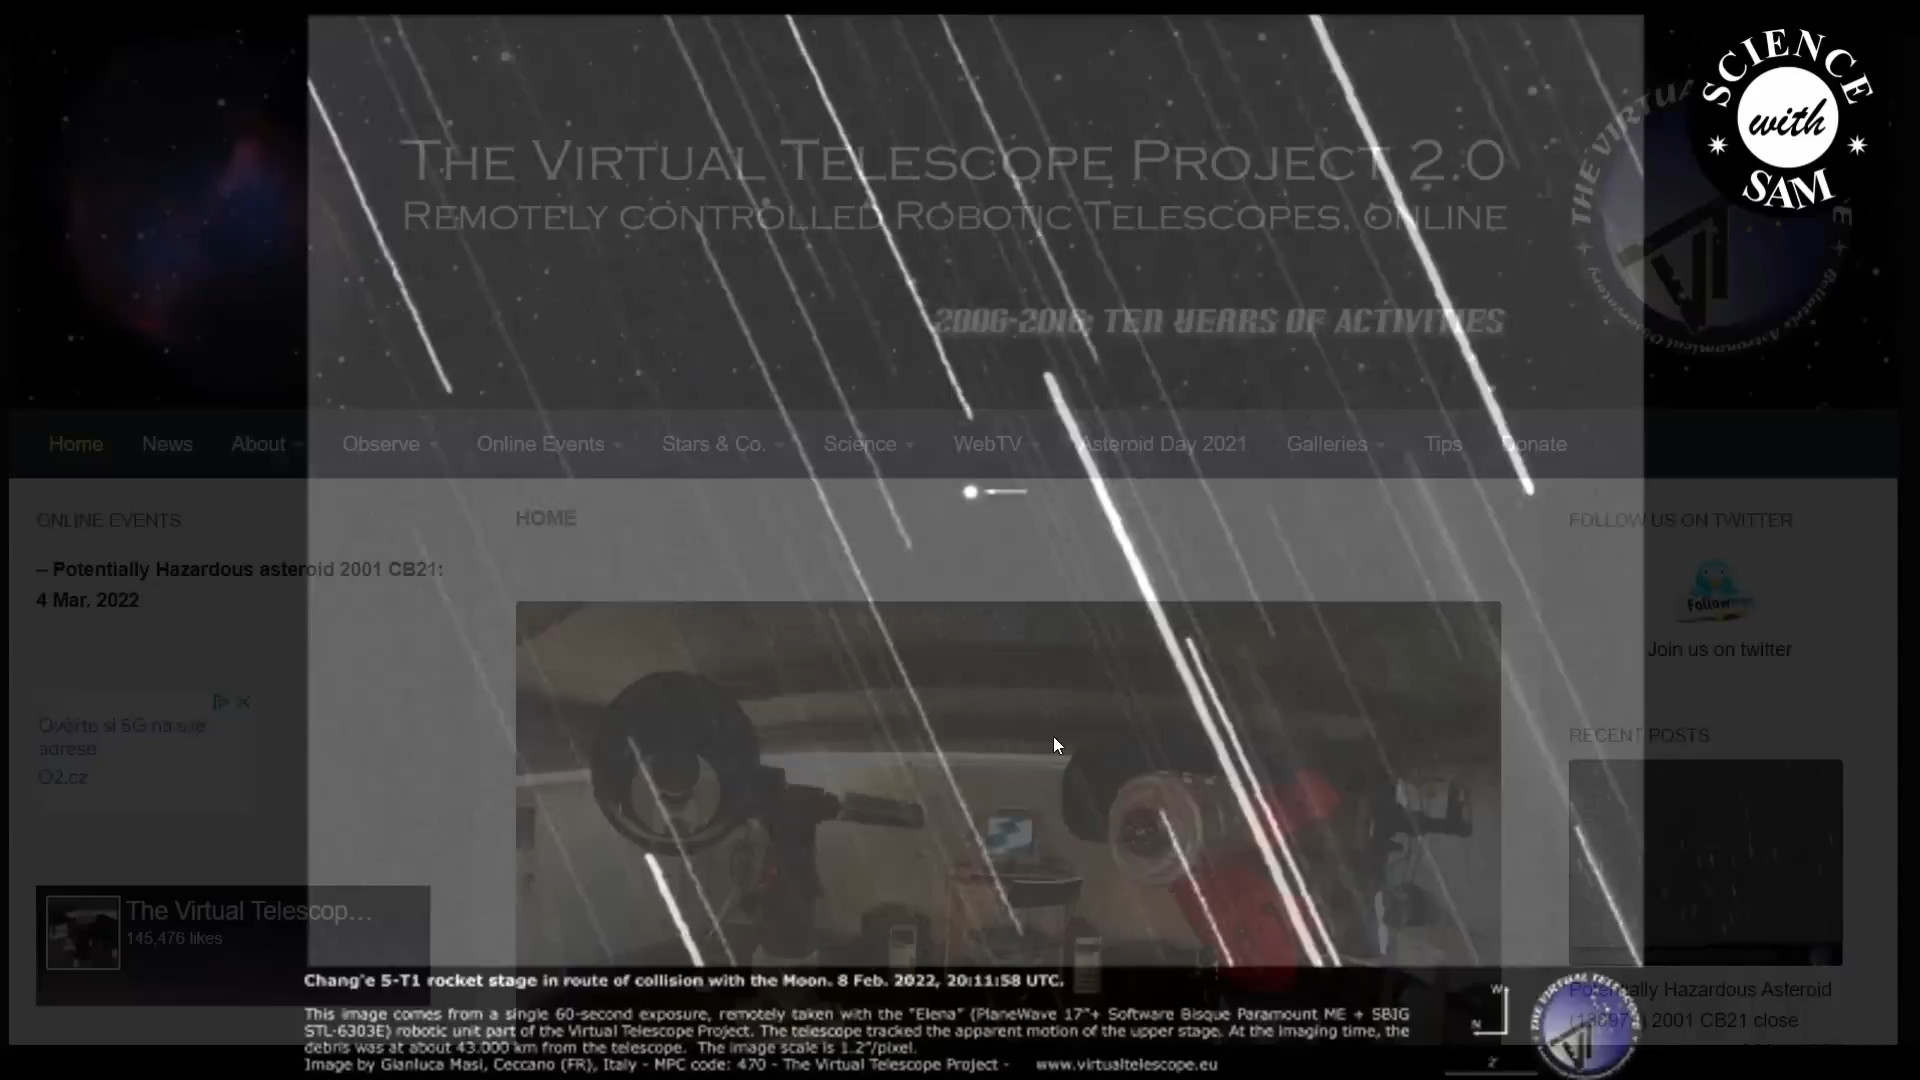 SCIENCE
with
SAM
THE VIRTUAL TELESCOPE PROJECT 2.0
REMOTELY CONTROLLED ROBOTIC TELESCOPES, ONLINE
2006-2016: TEN YEARS OF ACTIVITIES
Home News About Observe Online Events Stars & Co. Science WebTV Asteroid Day 2021 Galleries Tips Donate
ONLINE EVENTS
– Potentially Hazardous asteroid 2001 CB21:
4 Mar. 2022
HOME
FOLLOW US ON TWITTER
Follow
Join us on twitter
Ověřte si 5G na své
adrese
O2.cz
RECENT POSTS
The Virtual Telescop...
145,476 likes
Potentially Hazardous Asteroid
2001 CB21 close
Chang'e 5-T1 rocket stage in route of collision with the Moon. 8 Feb. 2022, 20:11:58 UTC.
This image comes from a single 60-second exposure, remotely taken with the "Elena" (PlaneWave 17"+ Software Bisque Paramount ME + SBIG
STL-6303E) robotic unit part of the Virtual Telescope Project. The telescope tracked the apparent motion of the upper stage. At the imaging time, the
debris was at about 43.000 km from the telescope. The image scale is 1.2"/pixel.
Image by Gianluca Masi, Ceccano (FR), Italy - MPC code: 470 - The Virtual Telescope Project - www.virtualtelescope.eu
W
N
2'